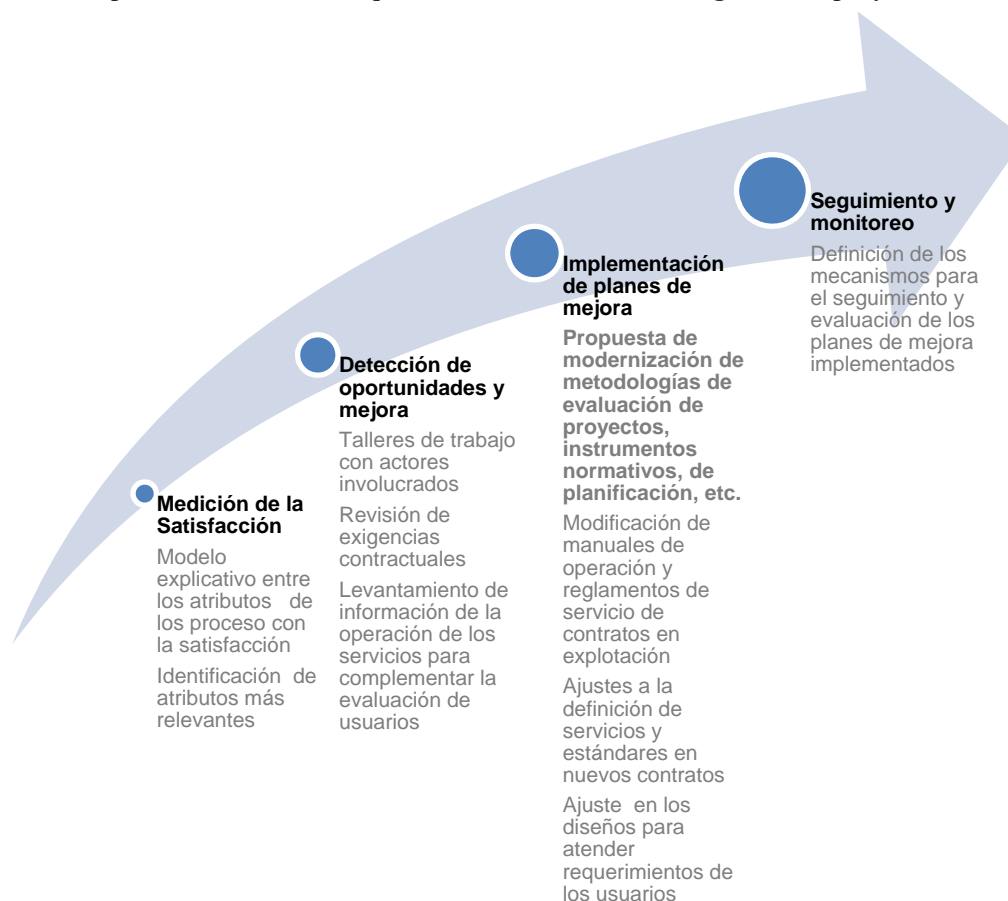 Medición de la
Satisfacción
Modelo
explicativo entre
los atributos de
los proceso con
la satisfacción
Identificación de
atributos más
relevantes
Detección de
oportunidades y
mejora
Talleres de trabajo
con actores
involucrados
Revisión de
exigencias
contractuales
Levantamiento de
información de la
operación de los
servicios para
complementar la
evaluación de
usuarios
Implementación
de planes de
mejora
Propuesta de
modernización de
metodologías de
evaluación de
proyectos,
instrumentos
normativos, de
planificación, etc.
Modificación de
manuales de
operación y
reglamentos de
servicio de
contratos en
explotación
Ajustes a la
definición de
servicios y
estándares en
nuevos contratos
Ajuste en los
diseños para
atender
requerimientos de
los usuarios
Seguimiento y
monitoreo
Definición de los
mecanismos para
el seguimiento y
evaluación de los
planes de mejora
implementados